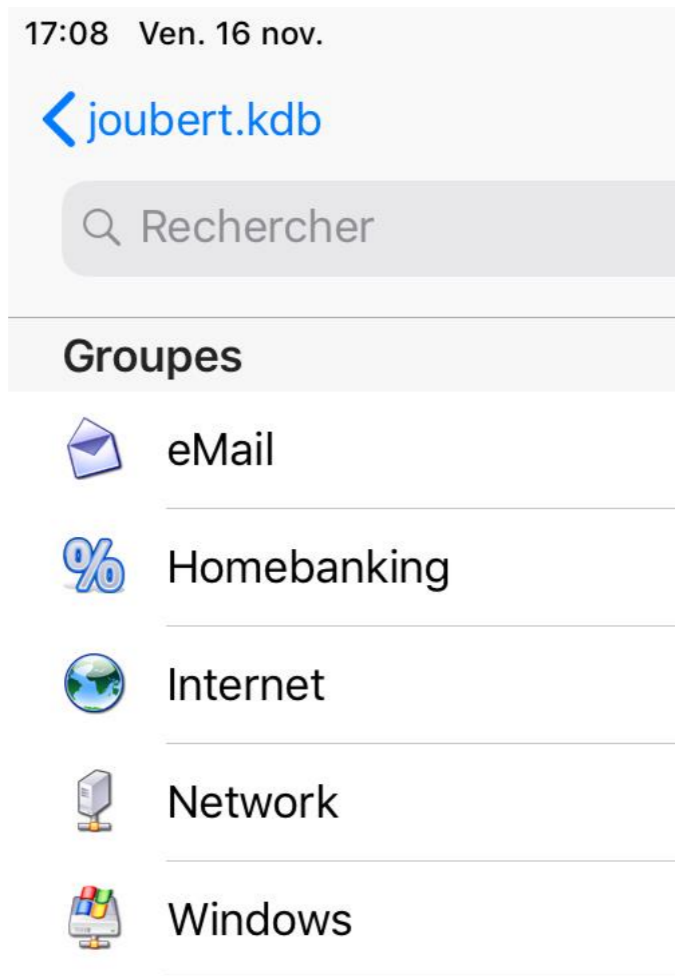 17:08 Ven. 16 nov.
joubert.kdb
Rechercher
Groupes
eMail
Homebanking
Internet
Network
Windows